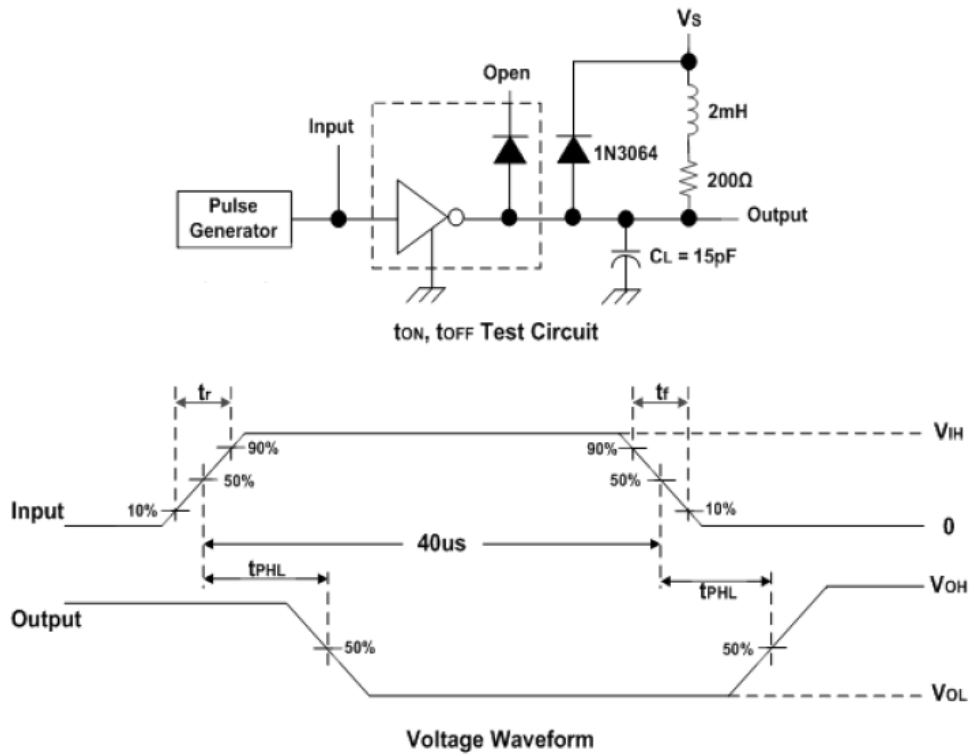 Vs
Open
2mH
Input
1N3064
200Ω
Pulse
Generator
Output
CL = 15pF
tON, tOFF Test Circuit
tr
tf
VIH
90%
90%
50%
50%
Input
10%
10%
0
40us
tPHL
tPHL
VOH
Output
50%
50%
VOL
Voltage Waveform